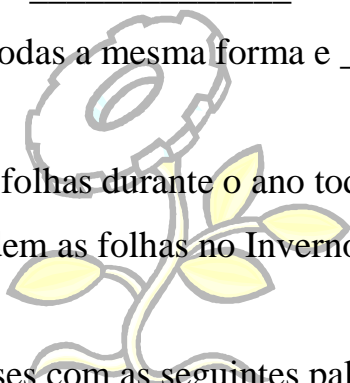 odas a mesma forma e _
folhas durante o ano tod
em as folhas no Inverno
ses com as seguintes pal